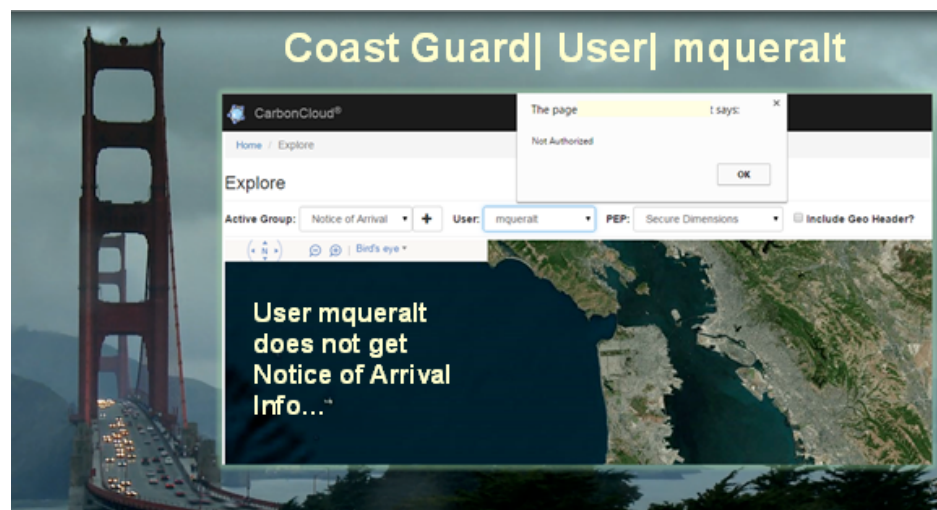 Coast Guard| User| mqueralt
CarbonCloud®
The page t says:
×
Home / Explore
Not Authorized
OK
Explore
Active Group: Notice of Arrival + User: mqueralt PEP: Secure Dimensions Include Geo Header?
N Bird's eye
User mqueralt
does not get
Notice of Arrival
Info...